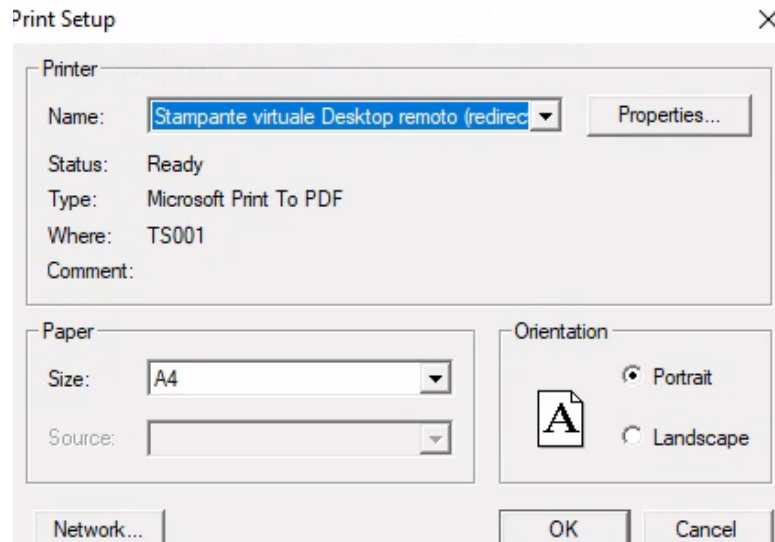 Print Setup
Printer
Name: Stampante virtuale Desktop remoto (redirec Properties...
Status: Ready
Type: Microsoft Print To PDF
Where: TS001
Comment:
Paper Orientation
Size: A4 Portrait
Source: A Landscape
Network... OK Cancel